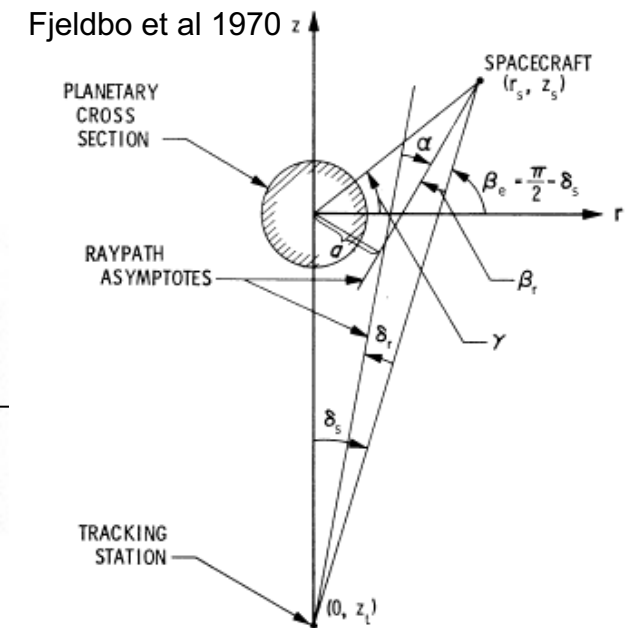 Fjeldbo et al 1970
z
SPACECRAFT
(r_s, z_s)
PLANETARY
CROSS
SECTION
α
β_e = π/2 - δ_s
r
a
RAYPATH
ASYMPTOTES
β_r
γ
δ_r
δ_s
TRACKING
STATION
(0, z_t)